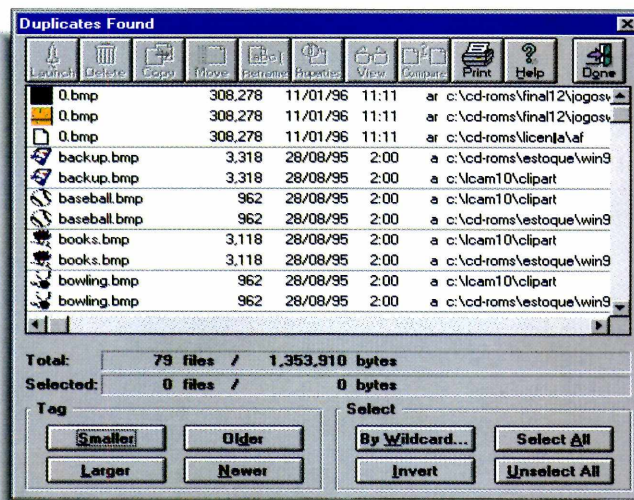 Duplicates Found
Launch Delete Copy Move Rename Properties View Compare Print Help Done
0.bmp 308,278 11/01/96 11:11 ar c:\cd-roms\final12\jogosw
0.bmp 308,278 11/01/96 11:11 ar c:\cd-roms\final12\jogosw
0.bmp 308,278 11/01/96 11:11 ar c:\cd-roms\licenla\af
backup.bmp 3,318 28/08/95 2:00 a c:\cd-roms\estoque\win9
backup.bmp 3,318 28/08/95 2:00 a c:\lcam10\clipart
baseball.bmp 962 28/08/95 2:00 a c:\lcam10\clipart
baseball.bmp 962 28/08/95 2:00 a c:\cd-roms\estoque\win9
books.bmp 3,118 28/08/95 2:00 a c:\lcam10\clipart
books.bmp 3,118 28/08/95 2:00 a c:\cd-roms\estoque\win9
bowling.bmp 962 28/08/95 2:00 a c:\lcam10\clipart
bowling.bmp 962 28/08/95 2:00 a c:\cd-roms\estoque\win9
Total: 79 files / 1,353,910 bytes
Selected: 0 files / 0 bytes
Tag Select
Smaller Older By Wildcard... Select All
Larger Newer Invert Unselect All